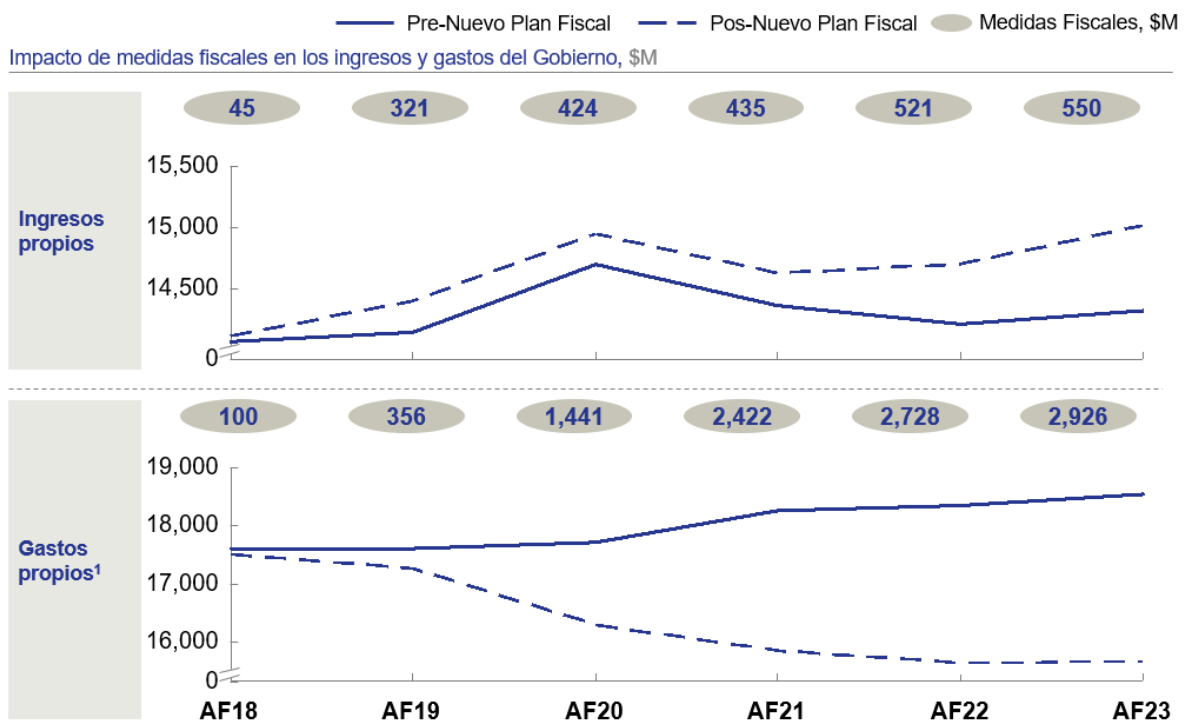 Pre-Nuevo Plan Fiscal Pos-Nuevo Plan Fiscal Medidas Fiscales, $M
Impacto de medidas fiscales en los ingresos y gastos del Gobierno, $M
45 321 424 435 521 550
15,500
15,000
14,500
0
Ingresos
propios
100 356 1,441 2,422 2,728 2,926
19,000
18,000
17,000
16,000
0
Gastos
propios¹
AF18 AF19 AF20 AF21 AF22 AF23